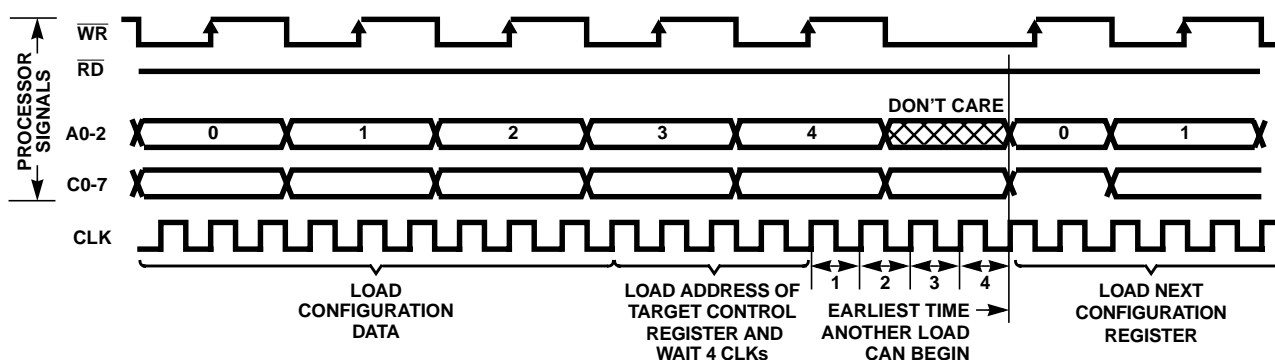 PROCESSOR
SIGNALS
WR
RD
DON'T CARE
A0-2 0 1 2 3 4 0 1
C0-7
CLK
1 2 3 4
LOAD
CONFIGURATION
DATA
LOAD ADDRESS OF
TARGET CONTROL
REGISTER AND
WAIT 4 CLKs
EARLIEST TIME
ANOTHER LOAD
CAN BEGIN
LOAD NEXT
CONFIGURATION
REGISTER